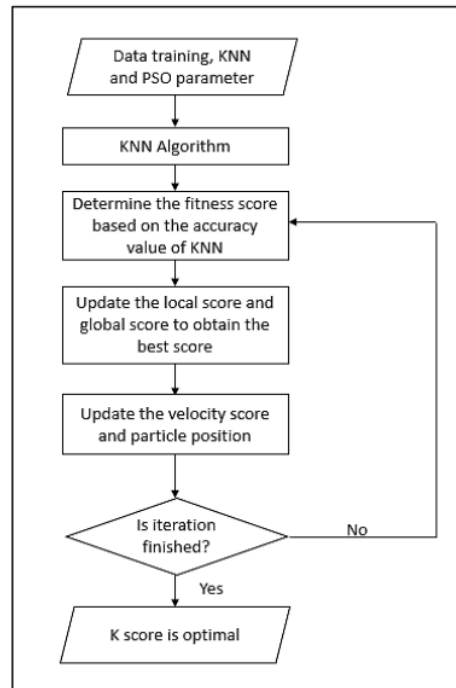 Data training, KNN
and PSO parameter
KNN Algorithm
Determine the fitness score
based on the accuracy
value of KNN
Update the local score and
global score to obtain the
best score
Update the velocity score
and particle position
Is iteration
finished?
No
Yes
K score is optimal